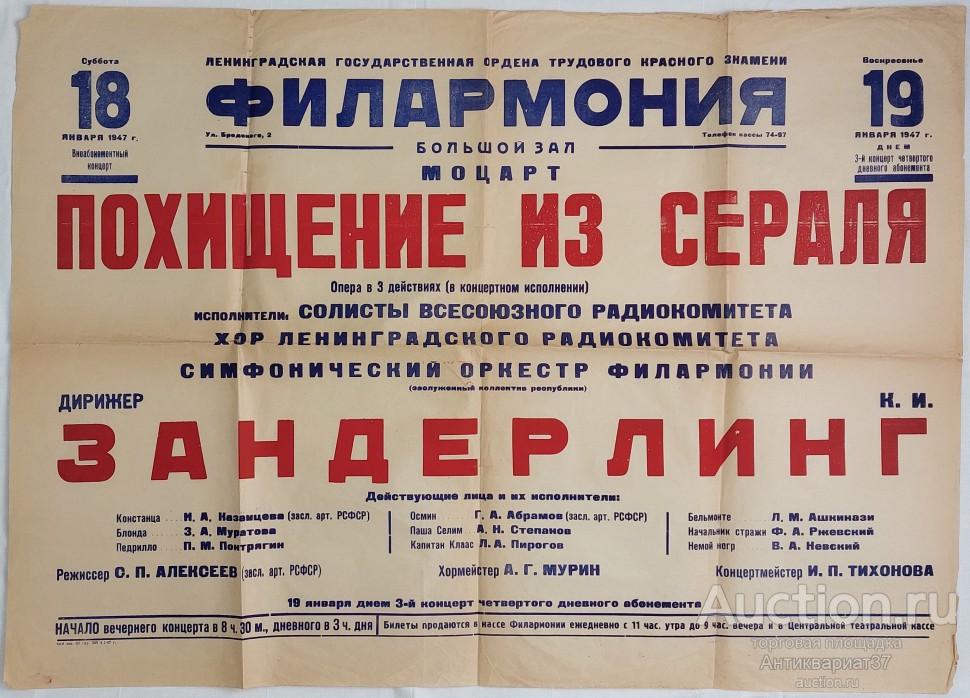 Суббота
18
ЯНВАРЯ 1947 г.
Внеабонементный
концерт
ЛЕНИНГРАДСКАЯ ГОСУДАРСТВЕННАЯ ОРДЕНА ТРУДОВОГО КРАСНОГО ЗНАМЕНИ
ФИЛАРМОНИЯ
Ул. Бродского, 2
Телефон кассы 74-87
БОЛЬШОЙ ЗАЛ
Воскресенье
19
ЯНВАРЯ 1947 г.
ДНЕМ
3-й концерт четвертого
дневного абонемента
МОЦАРТ
ПОХИЩЕНИЕ ИЗ СЕРАЛЯ
Опера в 3 действиях (в концертном исполнении)
ИСПОЛНИТЕЛИ: СОЛИСТЫ ВСЕСОЮЗНОГО РАДИОКОМИТЕТА
ХОР ЛЕНИНГРАДСКОГО РАДИОКОМИТЕТА
СИМФОНИЧЕСКИЙ ОРКЕСТР ФИЛАРМОНИИ
(заслуженный коллектив республики)
ДИРИЖЕР К. И.
ЗАНДЕРЛИНГ
Действующие лица и их исполнители:
Констанца .... Н. А. Казанцева (засл. арт. РСФСР)
Блонда .... З. А. Муратова
Педрилло .... П. М. Понтрягин
Осмин .... Г. А. Абрамов (засл. арт. РСФСР)
Паша Селим .... А. Н. Степанов
Капитан Клаас .. Л. А. Пирогов
Бельмонте .... Л. М. Ашкинази
Начальник стражи . Ф. А. Ржевский
Немой негр .... В. А. Невский
Режиссер С. П. АЛЕКСЕЕВ (засл. арт. РСФСР)
Хормейстер А. Г. МУРИН
Концертмейстер И. П. ТИХОНОВА
19 января днем 3-й концерт четвертого дневного абонемента
НАЧАЛО вечернего концерта в 8 ч. 30 м., дневного в 3 ч. дня
Билеты продаются в кассе Филармонии ежедневно с 11 час. утра до 9 час. вечера и в Центральной театральной кассе
Auction.ru
торговая площадка
Антиквариат37
auction.ru